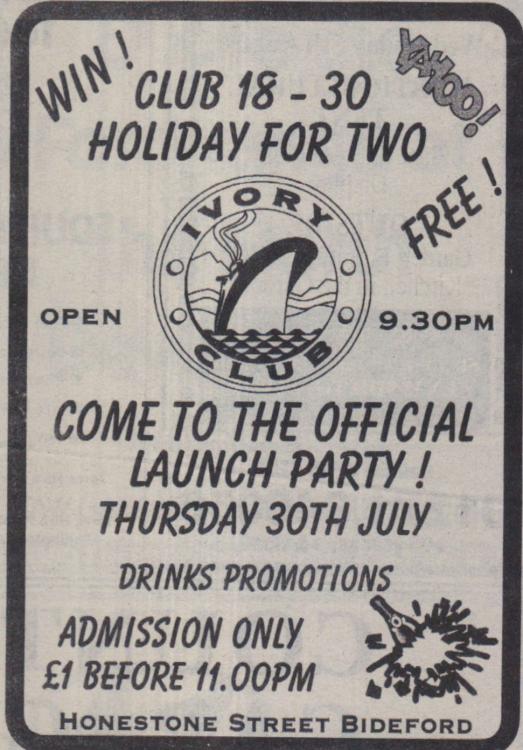 WIN !
YAHOO!
CLUB 18 - 30
HOLIDAY FOR TWO
FREE !
IVORY
CLUB
OPEN
9.30PM
COME TO THE OFFICIAL
LAUNCH PARTY !
THURSDAY 30TH JULY
DRINKS PROMOTIONS
ADMISSION ONLY
£1 BEFORE 11.00PM
HONESTONE STREET BIDEFORD